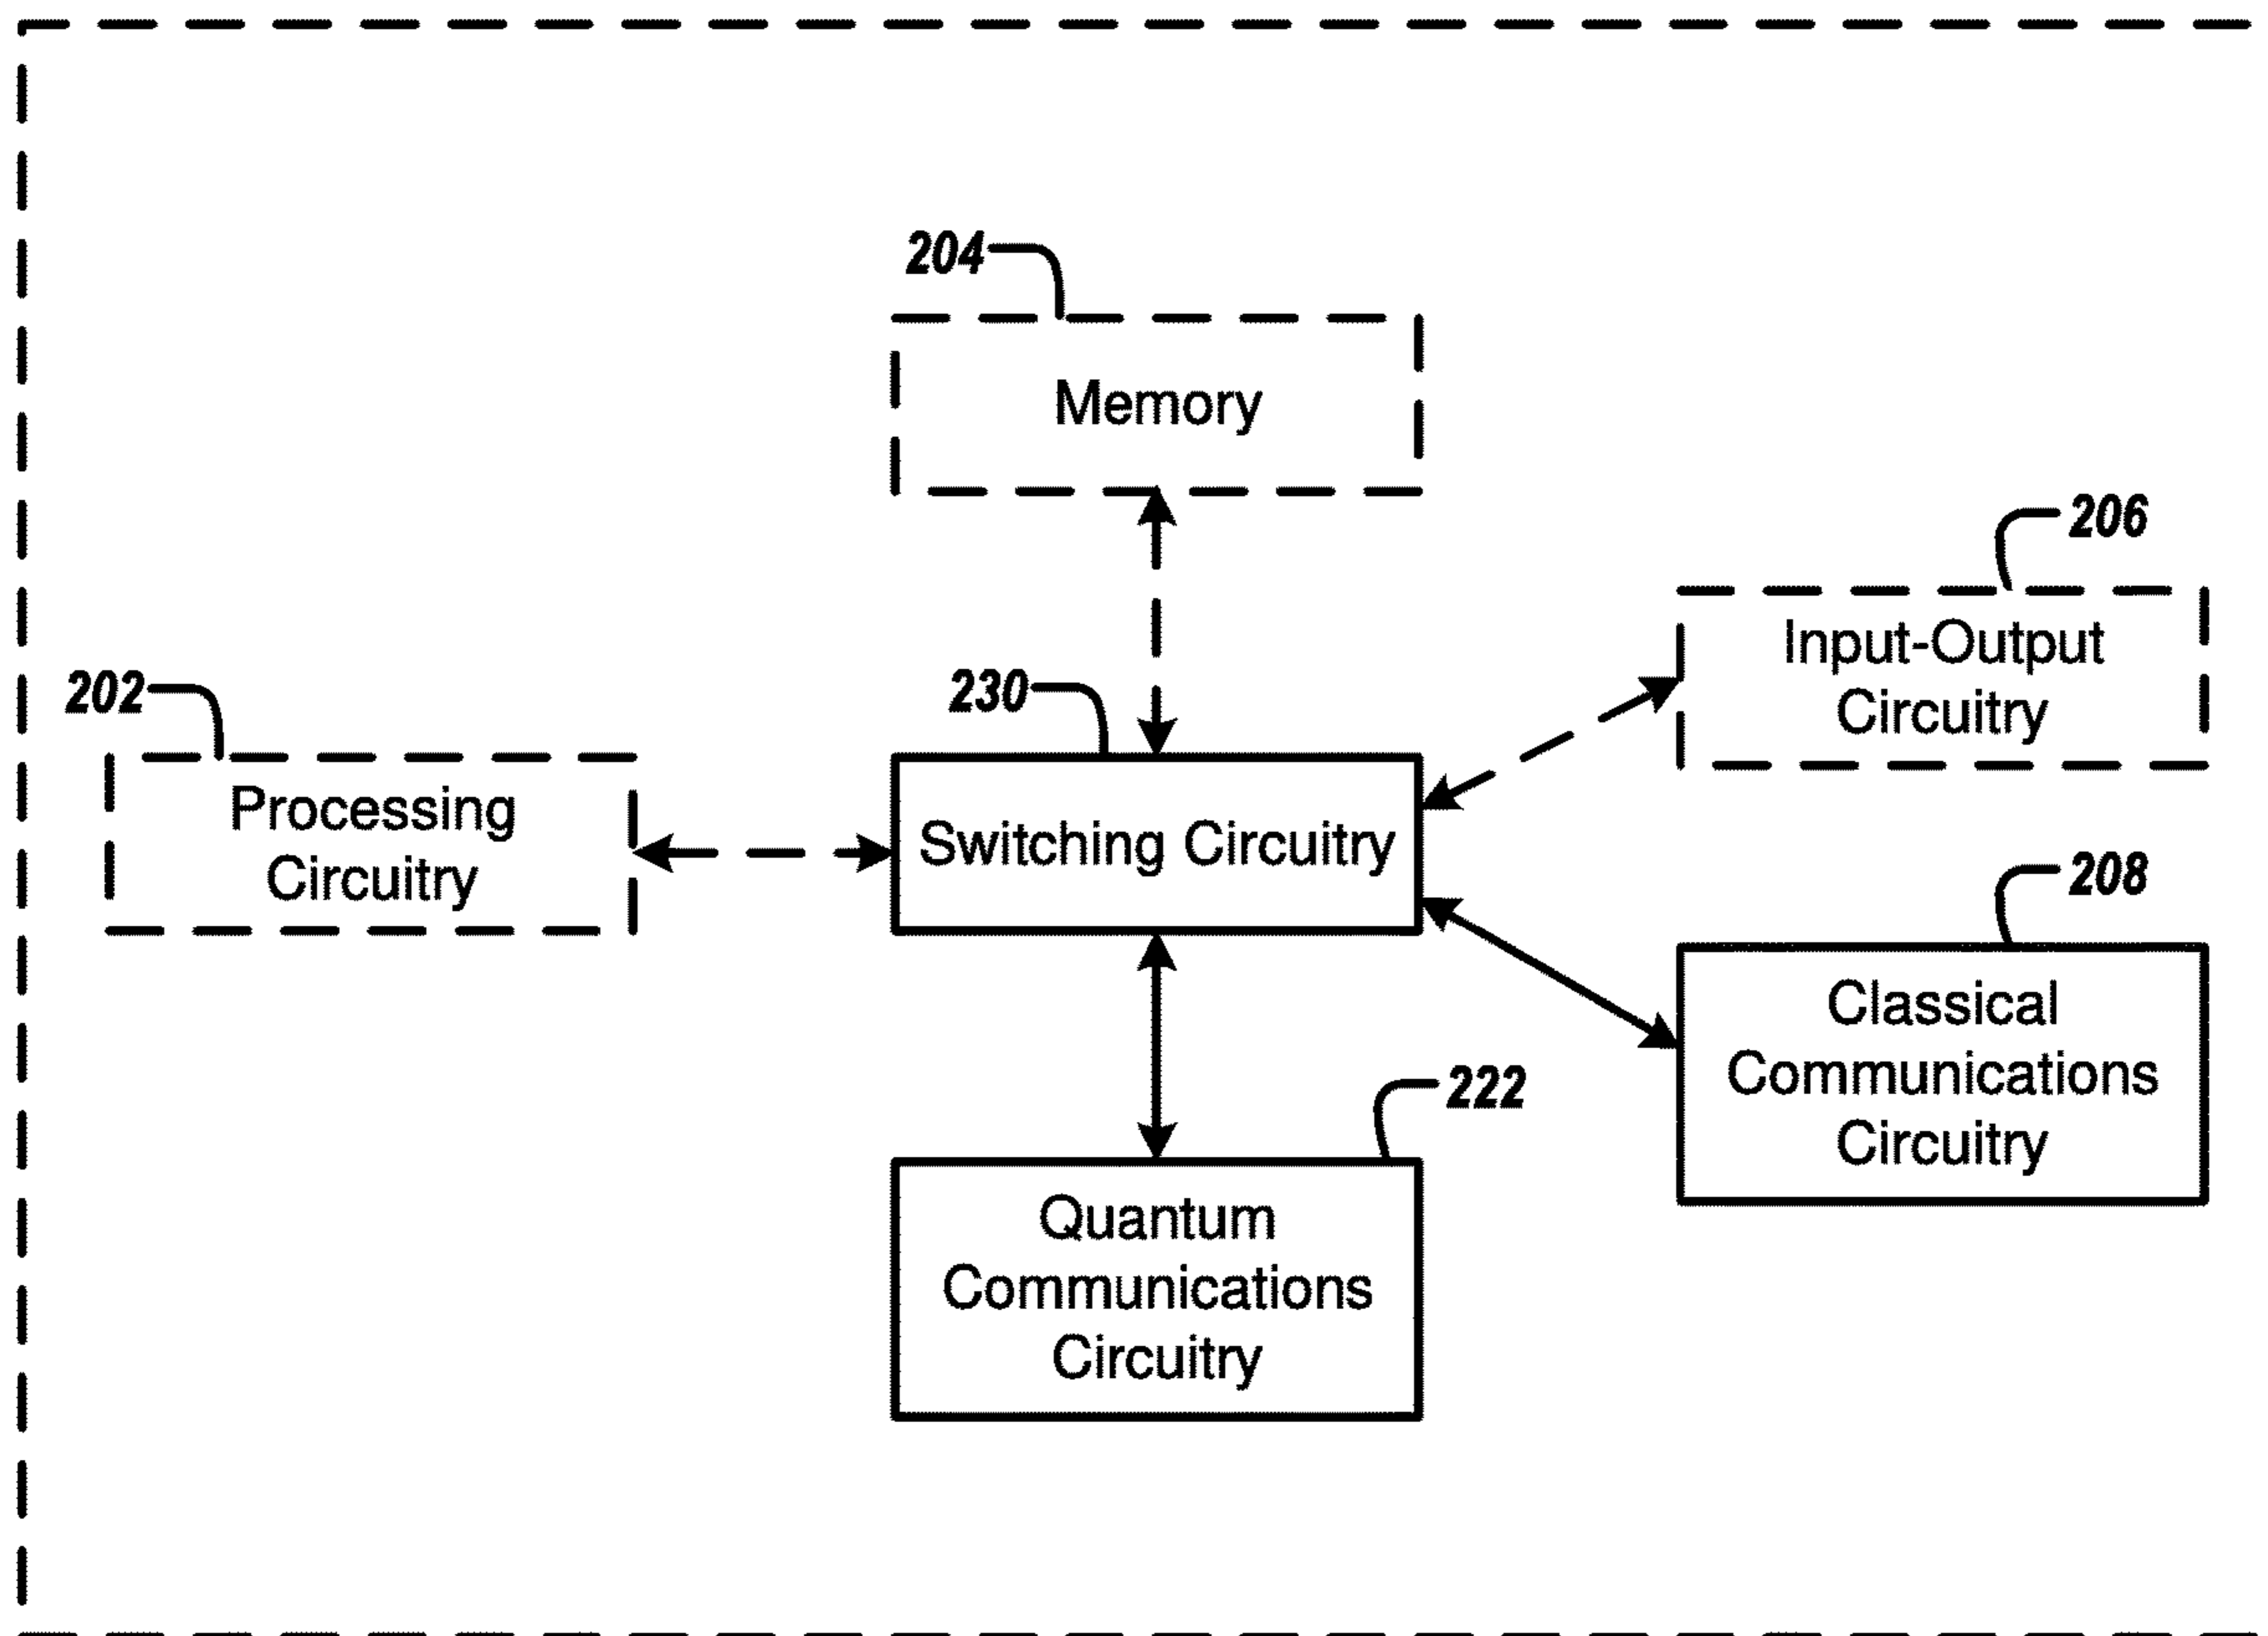 204
Memory
206
Input-Output
Circuitry
202
Processing
Circuitry
230
Switching Circuitry
208
Classical
Communications
Circuitry
222
Quantum
Communications
Circuitry